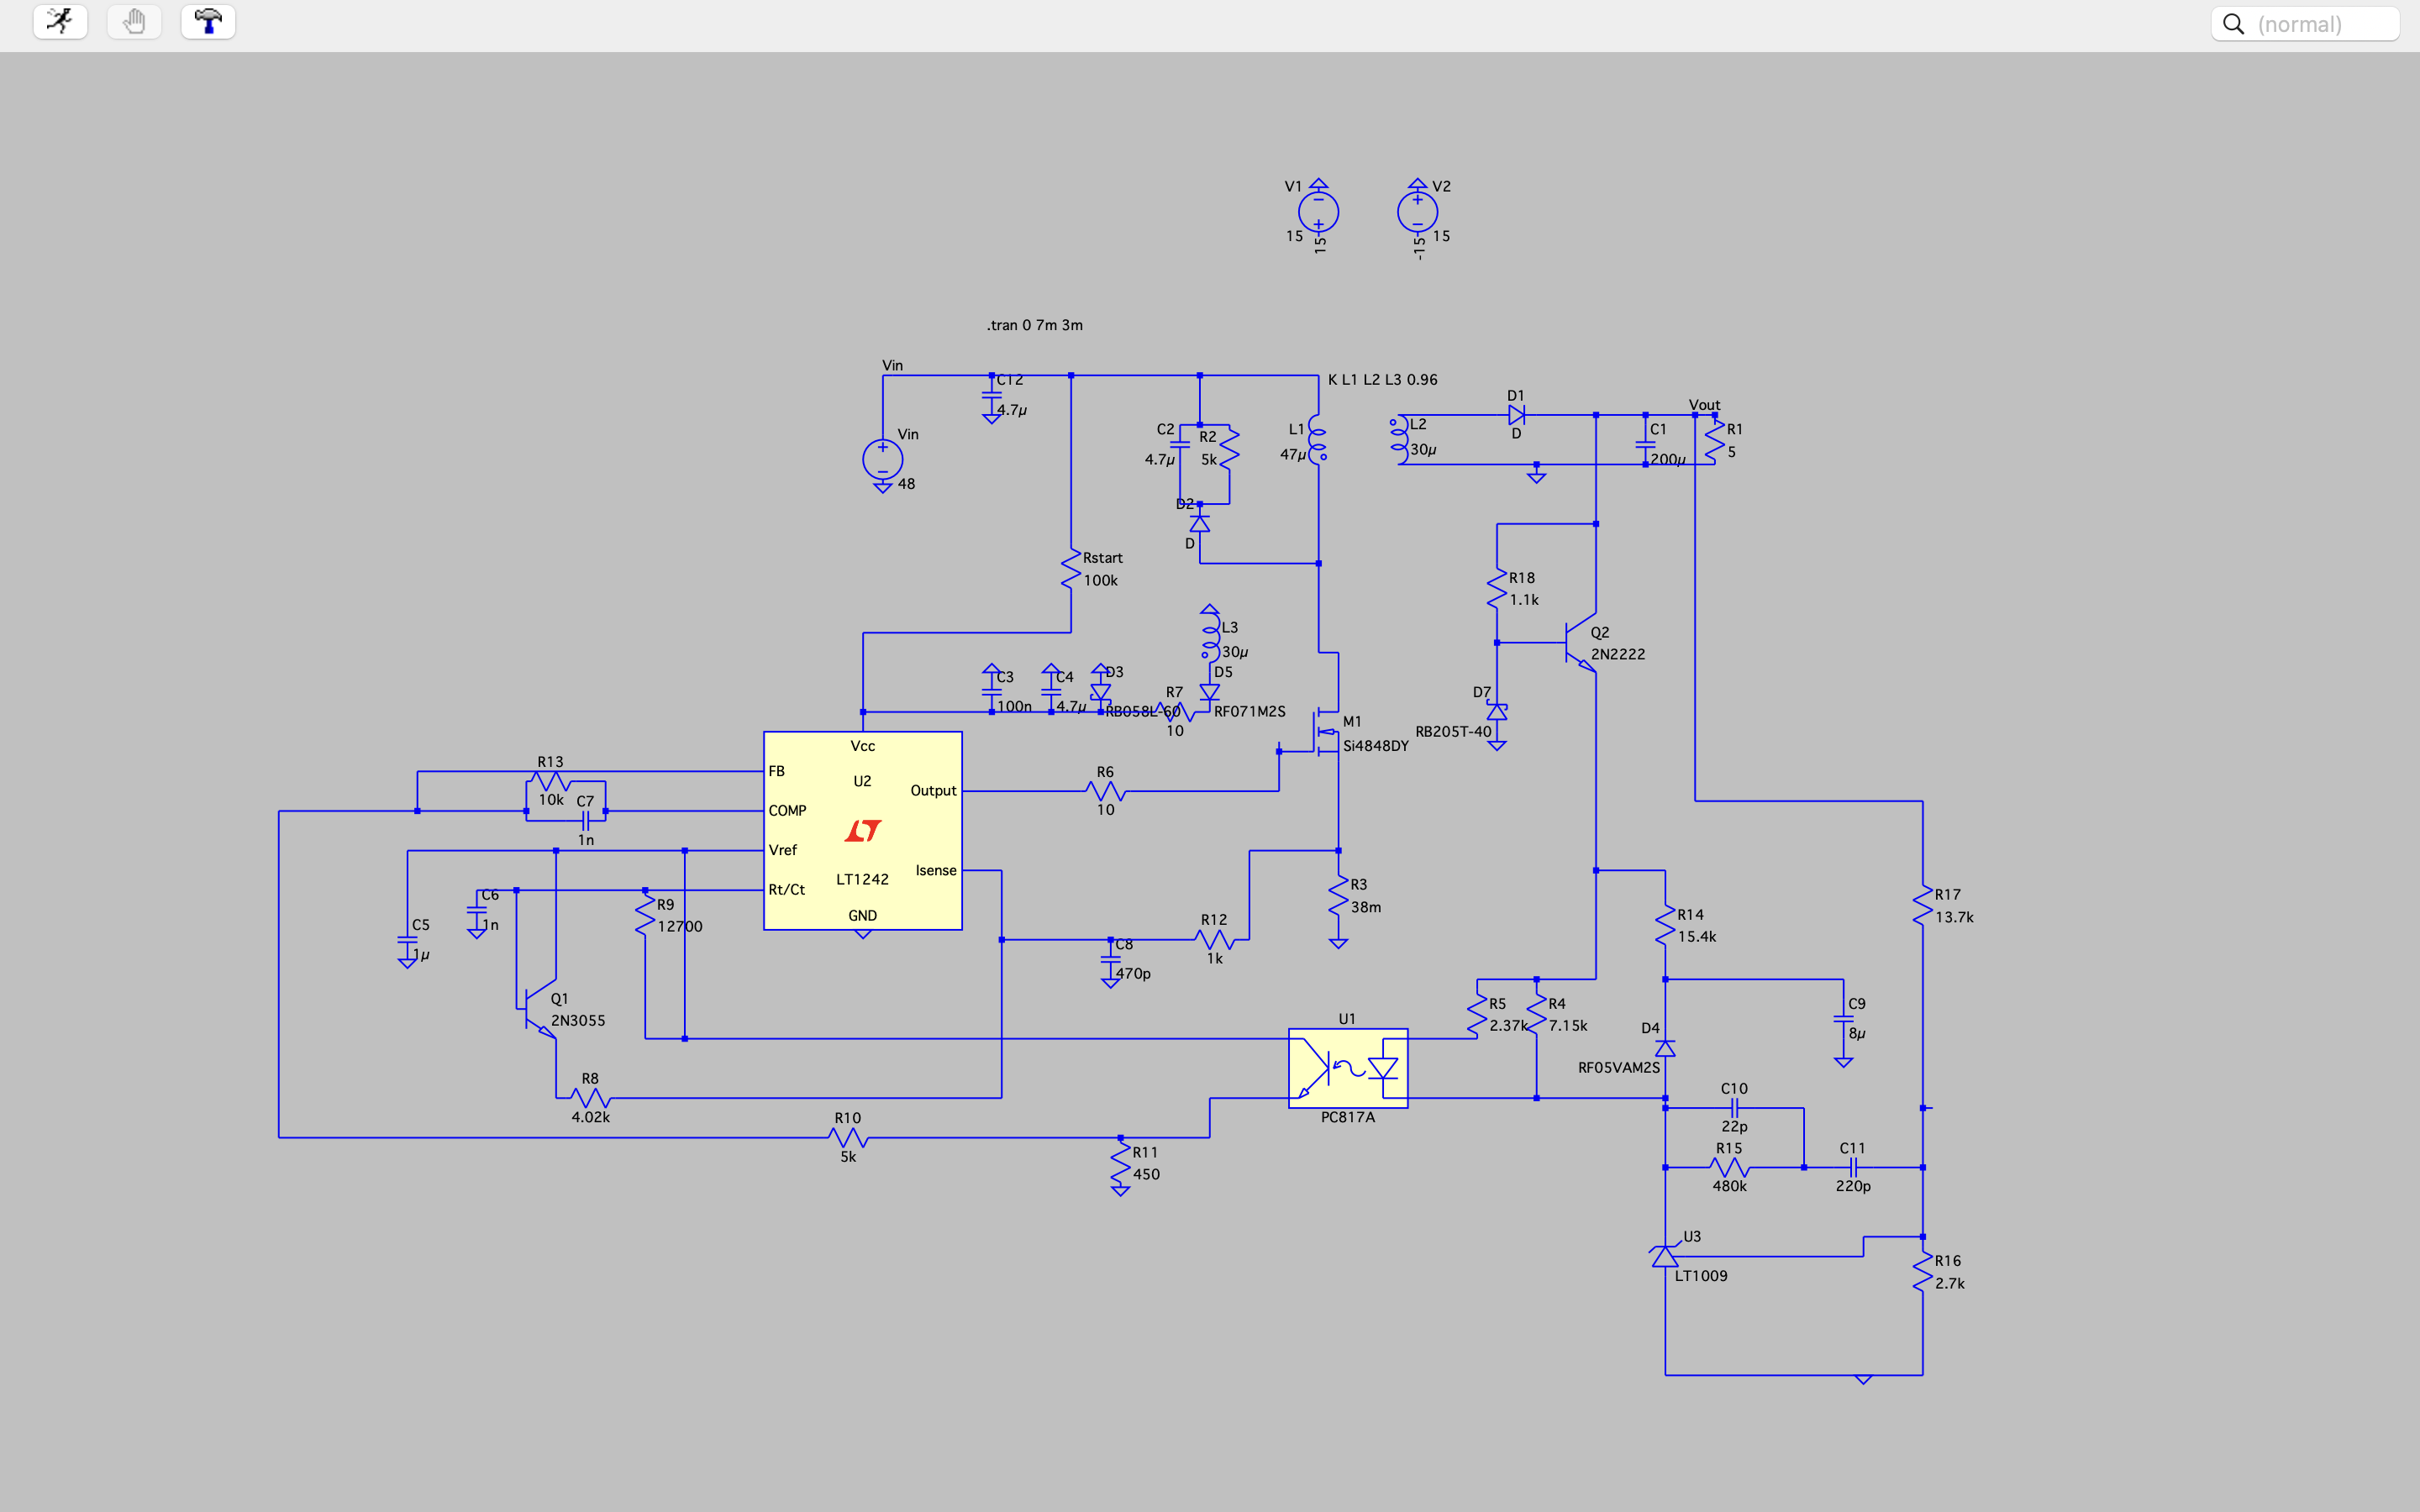 (normal)
V1
V2
15
15
-15
15
.tran 0 7m 3m
Vin
C12
4.7µ
K L1 L2 L3 0.96
D1
D
Vout
Vin
48
C2
4.7µ
R2
5k
L1
47µ
L2
30µ
C1
200µ
R1
5
D2
D
Rstart
100k
R18
1.1k
L3
30µ
Q2
2N2222
C3
100n
C4
4.7µ
D3
RB058L-60
R7
10
D5
RF071M2S
D7
RB205T-40
M1
Si4848DY
Vcc
U2
FB
COMP
Vref
Rt/Ct
Output
Isense
LT1242
GND
R13
10k
C7
1n
R6
10
C6
1n
C5
1µ
R9
12700
R3
38m
R12
1k
C8
470p
R14
15.4k
R17
13.7k
Q1
2N3055
R5
2.37k
R4
7.15k
C9
8µ
U1
PC817A
D4
RF05VAM2S
R8
4.02k
C10
22p
R10
5k
R11
450
R15
480k
C11
220p
U3
LT1009
R16
2.7k